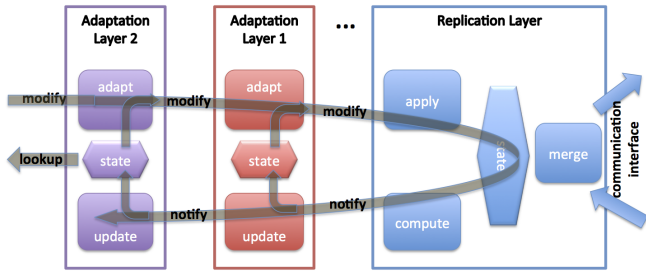 Adaptation
Layer 2
Adaptation
Layer 1
...
Replication Layer
adapt
adapt
apply
modify
modify
modify
lookup
state
state
state
merge
communication
interface
notify
notify
update
update
compute